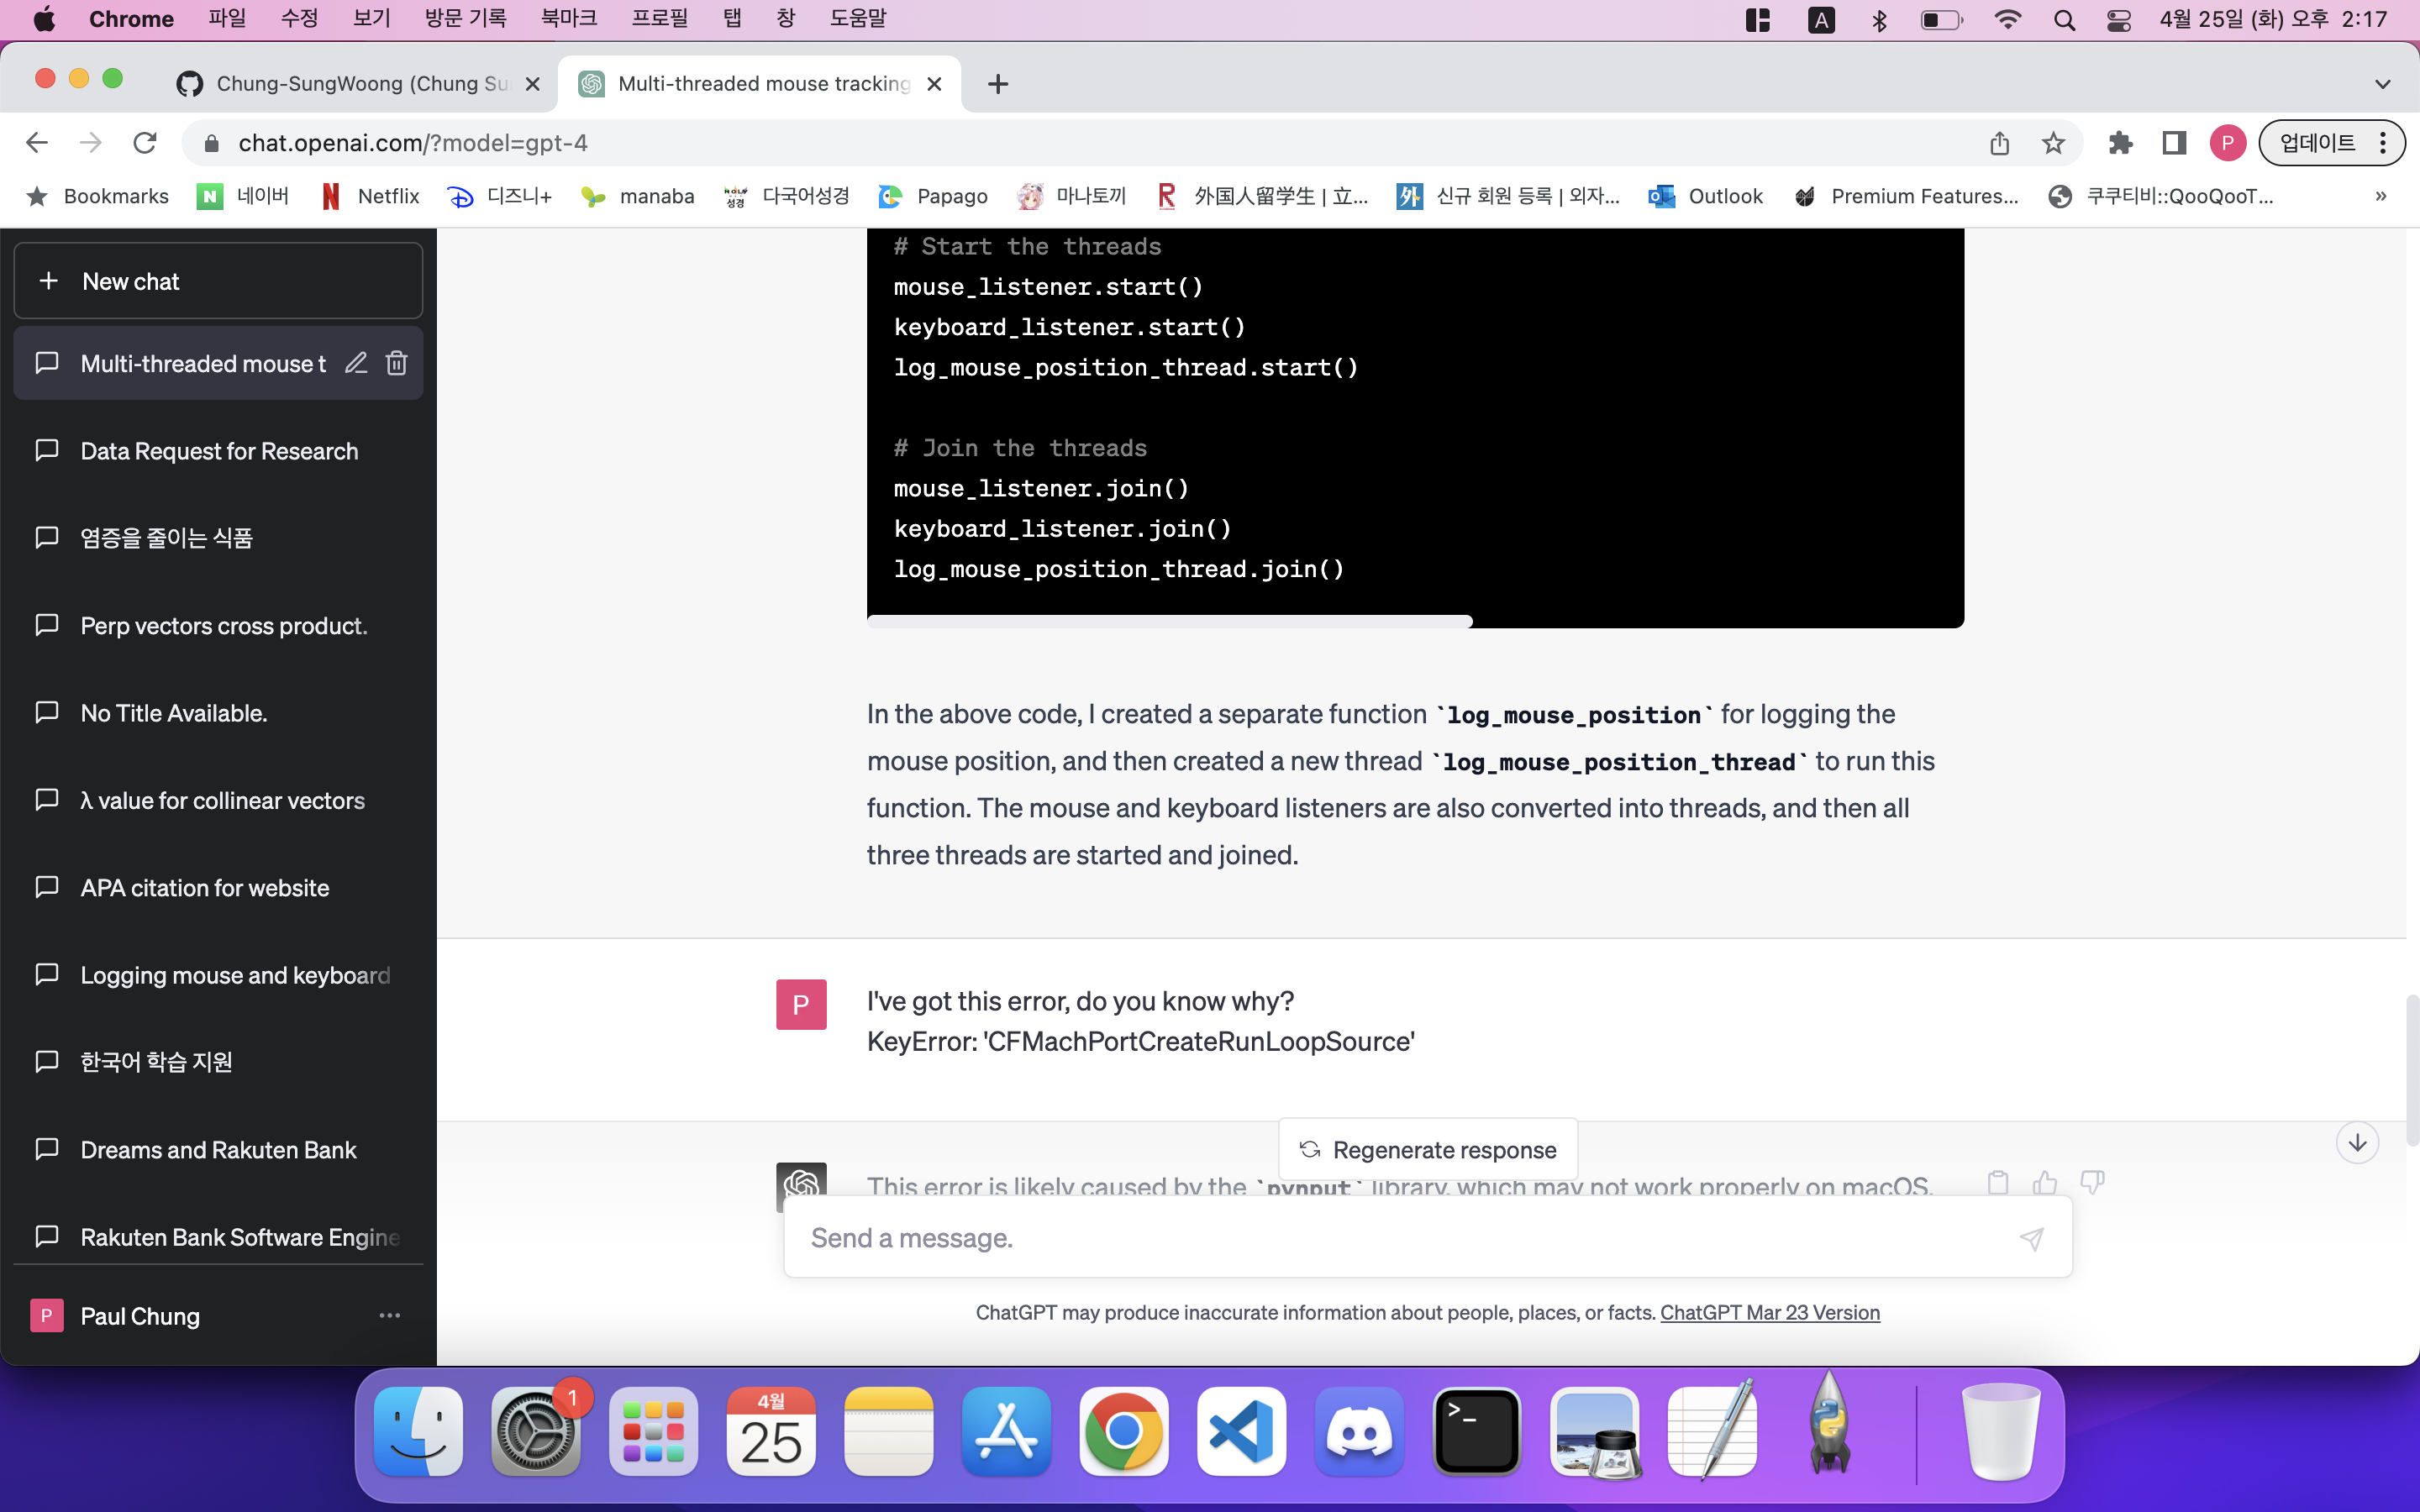 Chrome 파일 수정 보기 방문 기록 북마크 프로필 탭 창 도움말 A 4월 25일 (화) 오후 2:17
Chung-SungWoong (Chung Su
Multi-threaded mouse tracking
chat.openai.com/?model=gpt-4
P
업데이트
Bookmarks
N 네이버
Netflix
디즈니+
manaba
성경 다국어성경
Papago
마나토끼
R 外国人留学生 | 立...
外 신규 회원 등록 | 외자...
Outlook
Premium Features...
쿠쿠티비::QooQooT...
»
+ New chat
Multi-threaded mouse t
Data Request for Research
염증을 줄이는 식품
Perp vectors cross product.
No Title Available.
λ value for collinear vectors
APA citation for website
Logging mouse and keyboard
한국어 학습 지원
Dreams and Rakuten Bank
Rakuten Bank Software Engine
P Paul Chung ...
# Start the threads
mouse_listener.start()
keyboard_listener.start()
log_mouse_position_thread.start()
# Join the threads
mouse_listener.join()
keyboard_listener.join()
log_mouse_position_thread.join()
In the above code, I created a separate function `log_mouse_position` for logging the
mouse position, and then created a new thread `log_mouse_position_thread` to run this
function. The mouse and keyboard listeners are also converted into threads, and then all
three threads are started and joined.
P
I've got this error, do you know why?
KeyError: 'CFMachPortCreateRunLoopSource'
Regenerate response
This error is likely caused by the `pynput` library, which may not work properly on macOS.
Send a message.
ChatGPT may produce inaccurate information about people, places, or facts. ChatGPT Mar 23 Version
1
4월
25
>_